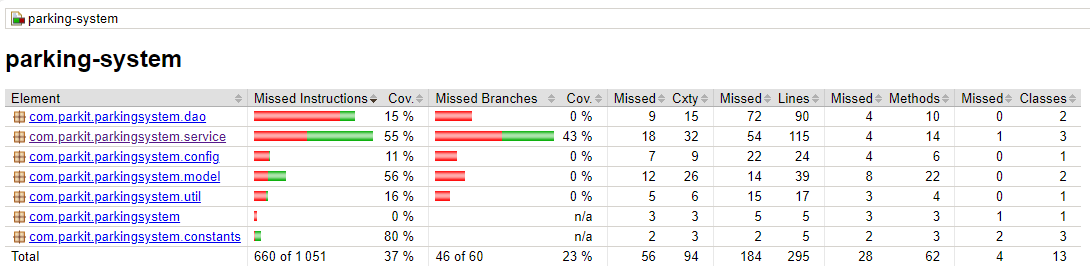 parking-system
parking-system
Element Missed Instructions Cov. Missed Branches Cov. Missed Cxty Missed Lines Missed Methods Missed Classes
com.parkit.parkingsystem.dao 15 % 0 % 9 15 72 90 4 10 0 2
com.parkit.parkingsystem.service 55 % 43 % 18 32 54 115 4 14 1 3
com.parkit.parkingsystem.config 11 % 0 % 7 9 22 24 4 6 0 1
com.parkit.parkingsystem.model 56 % 0 % 12 26 14 39 8 22 0 2
com.parkit.parkingsystem.util 16 % 0 % 5 6 15 17 3 4 0 1
com.parkit.parkingsystem 0 % n/a 3 3 5 5 3 3 1 1
com.parkit.parkingsystem.constants 80 % n/a 2 3 2 5 2 3 2 3
Total 660 of 1 051 37 % 46 of 60 23 % 56 94 184 295 28 62 4 13